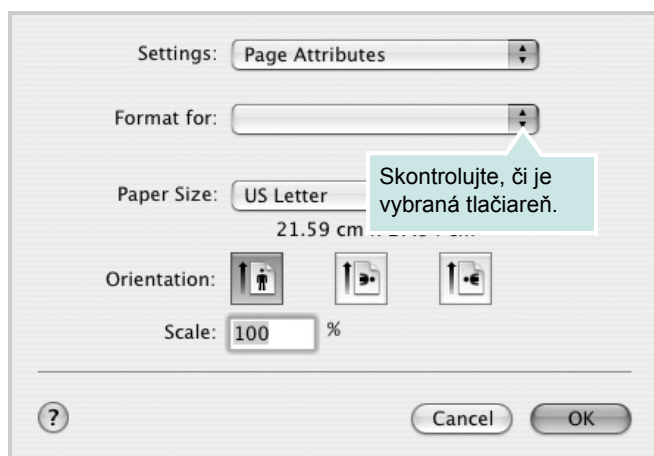 Settings: Page Attributes
Format for:
Skontrolujte, či je
vybraná tlačiareň.
Paper Size: US Letter
21.59 cm
Orientation:
Scale: 100 %
? Cancel OK